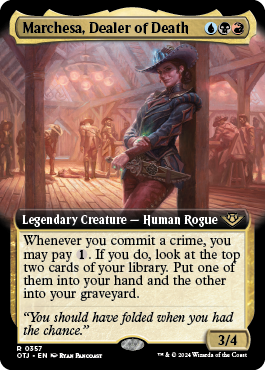 Marchesa, Dealer of Death
Legendary Creature — Human Rogue
Whenever you commit a crime, you
may pay 1. If you do, look at the top
two cards of your library. Put one of
them into your hand and the other
into your graveyard.
“You should have folded when you had
the chance.”
3/4
R 0357
OTJ • EN Ryan Pancoast
™ & © 2024 Wizards of the Coast